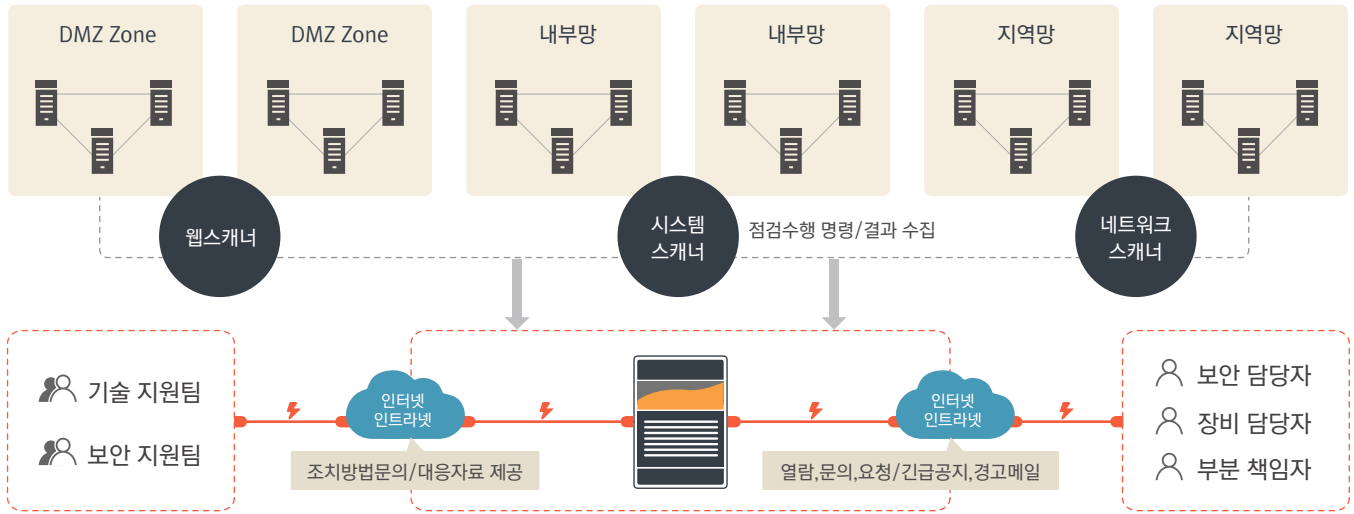 DMZ Zone
DMZ Zone
내부망
내부망
지역망
지역망
웹스캐너
시스템
스캐너
점검수행 명령/결과 수집
네트워크
스캐너
기술 지원팀
보안 지원팀
인터넷
인트라넷
조치방법문의/대응자료 제공
인터넷
인트라넷
열람,문의,요청/긴급공지,경고메일
보안 담당자
장비 담당자
부분 책임자